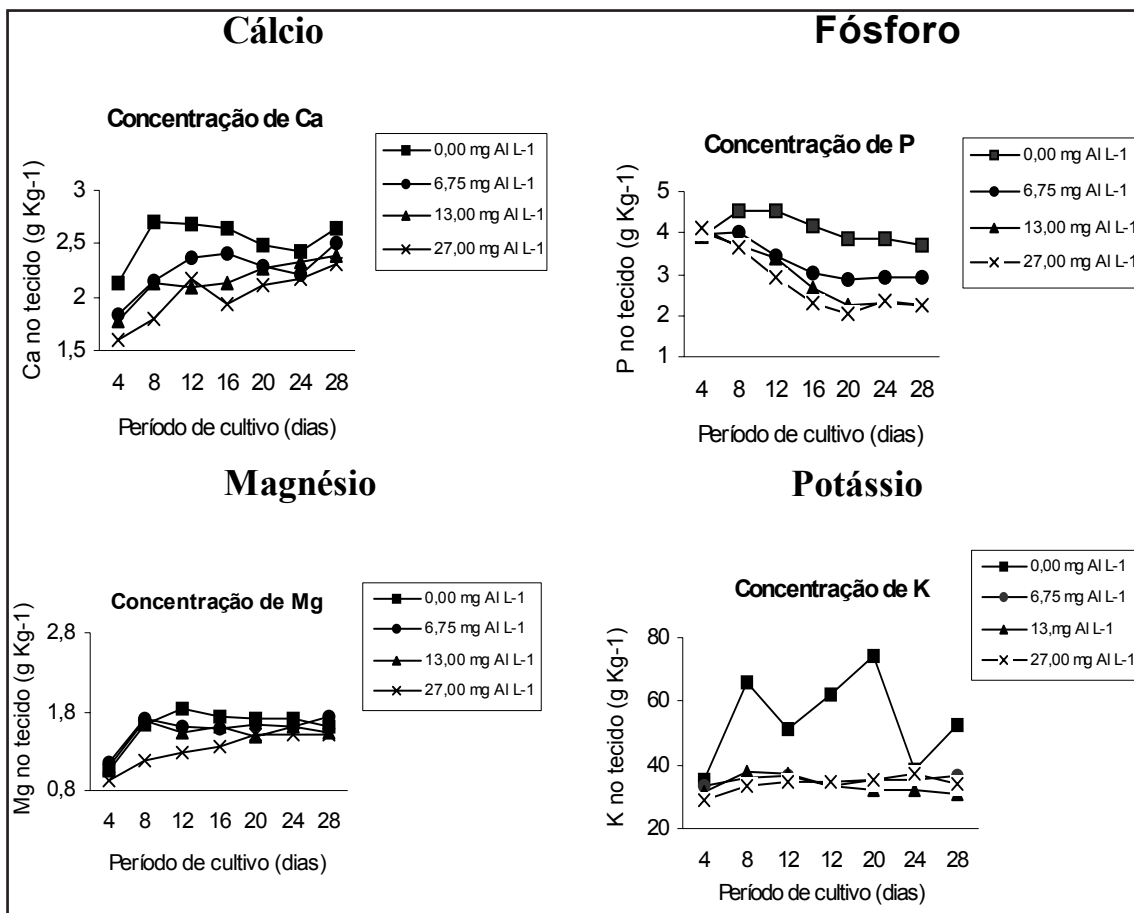 Cálcio
Concentração de Ca
0,00 mg Al L-1
6,75 mg Al L-1
13,00 mg Al L-1
27,00 mg Al L-1
Ca no tecido (g Kg-1)
3
2,5
2
1,5
4 8 12 16 20 24 28
Período de cultivo (dias)
Fósforo
Concentração de P
0,00 mg Al L-1
6,75 mg Al L-1
13,00 mg Al L-1
27,00 mg Al L-1
P no tecido (g Kg-1)
5
4
3
2
1
4 8 12 16 20 24 28
Período de cultivo (dias)
Magnésio
Concentração de Mg
0,00 mg Al L-1
6,75 mg Al L-1
13,00 mg Al L-1
27,00 mg Al L-1
Mg no tecido (g Kg-1)
2,8
1,8
0,8
4 8 12 16 20 24 28
Período de cultivo (dias)
Potássio
Concentração de K
0,00 mg Al L-1
6,75 mg Al L-1
13,mg Al L-1
27,00 mg Al L-1
K no tecido (g Kg-1)
80
60
40
20
4 8 12 12 20 24 28
Período de cultivo (dias)